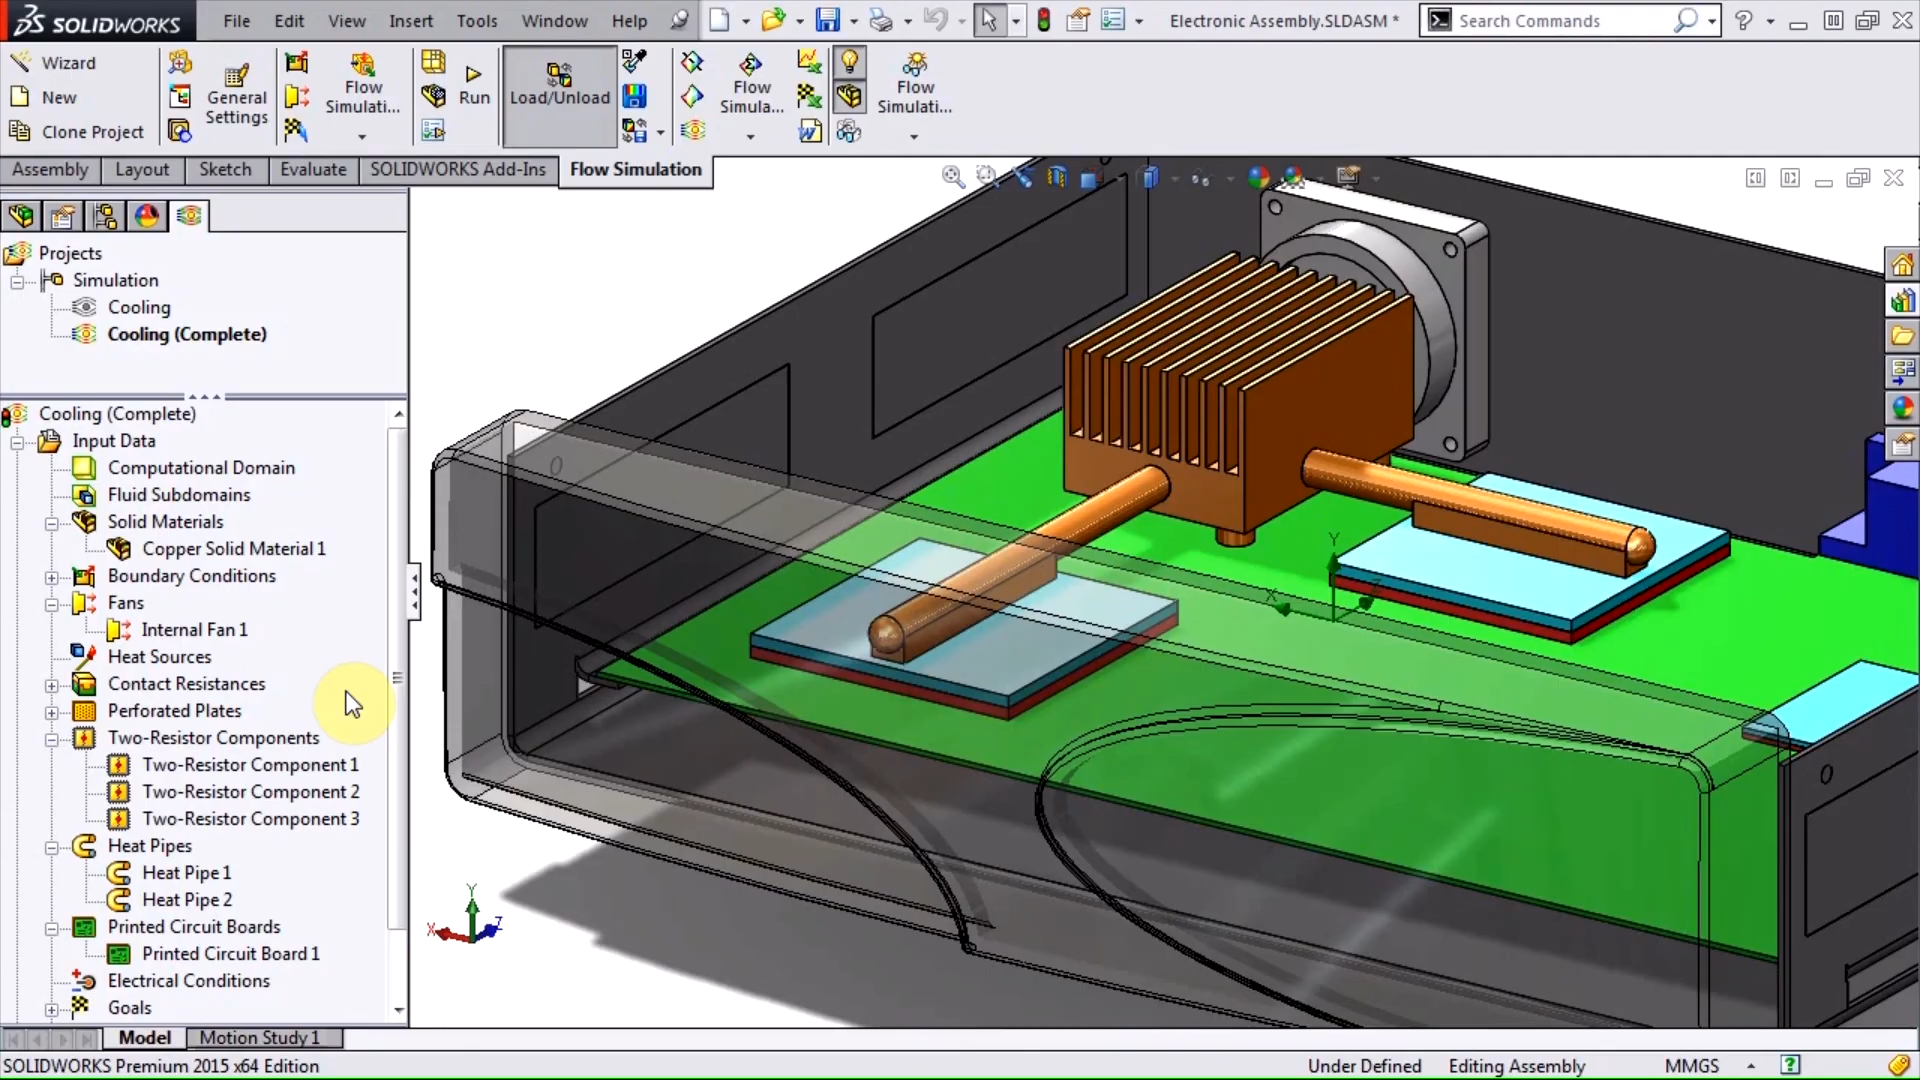 SOLIDWORKS File Edit View Insert Tools Window Help Electronic Assembly.SLDASM * Search Commands ?
Wizard
New
Clone Project
General
Settings
Flow
Simulati...
Run
Load/Unload
Flow
Simula...
Flow
Simulati...
Assembly Layout Sketch Evaluate SOLIDWORKS Add-Ins Flow Simulation
Projects
Simulation
Cooling
Cooling (Complete)
Cooling (Complete)
Input Data
Computational Domain
Fluid Subdomains
Solid Materials
Copper Solid Material 1
Boundary Conditions
Fans
Internal Fan 1
Heat Sources
Contact Resistances
Perforated Plates
Two-Resistor Components
Two-Resistor Component 1
Two-Resistor Component 2
Two-Resistor Component 3
Heat Pipes
Heat Pipe 1
Heat Pipe 2
Printed Circuit Boards
Printed Circuit Board 1
Electrical Conditions
Goals
Y
X
Z
Y
X
Z
Model Motion Study 1
SOLIDWORKS Premium 2015 x64 Edition Under Defined Editing Assembly MMGS ?